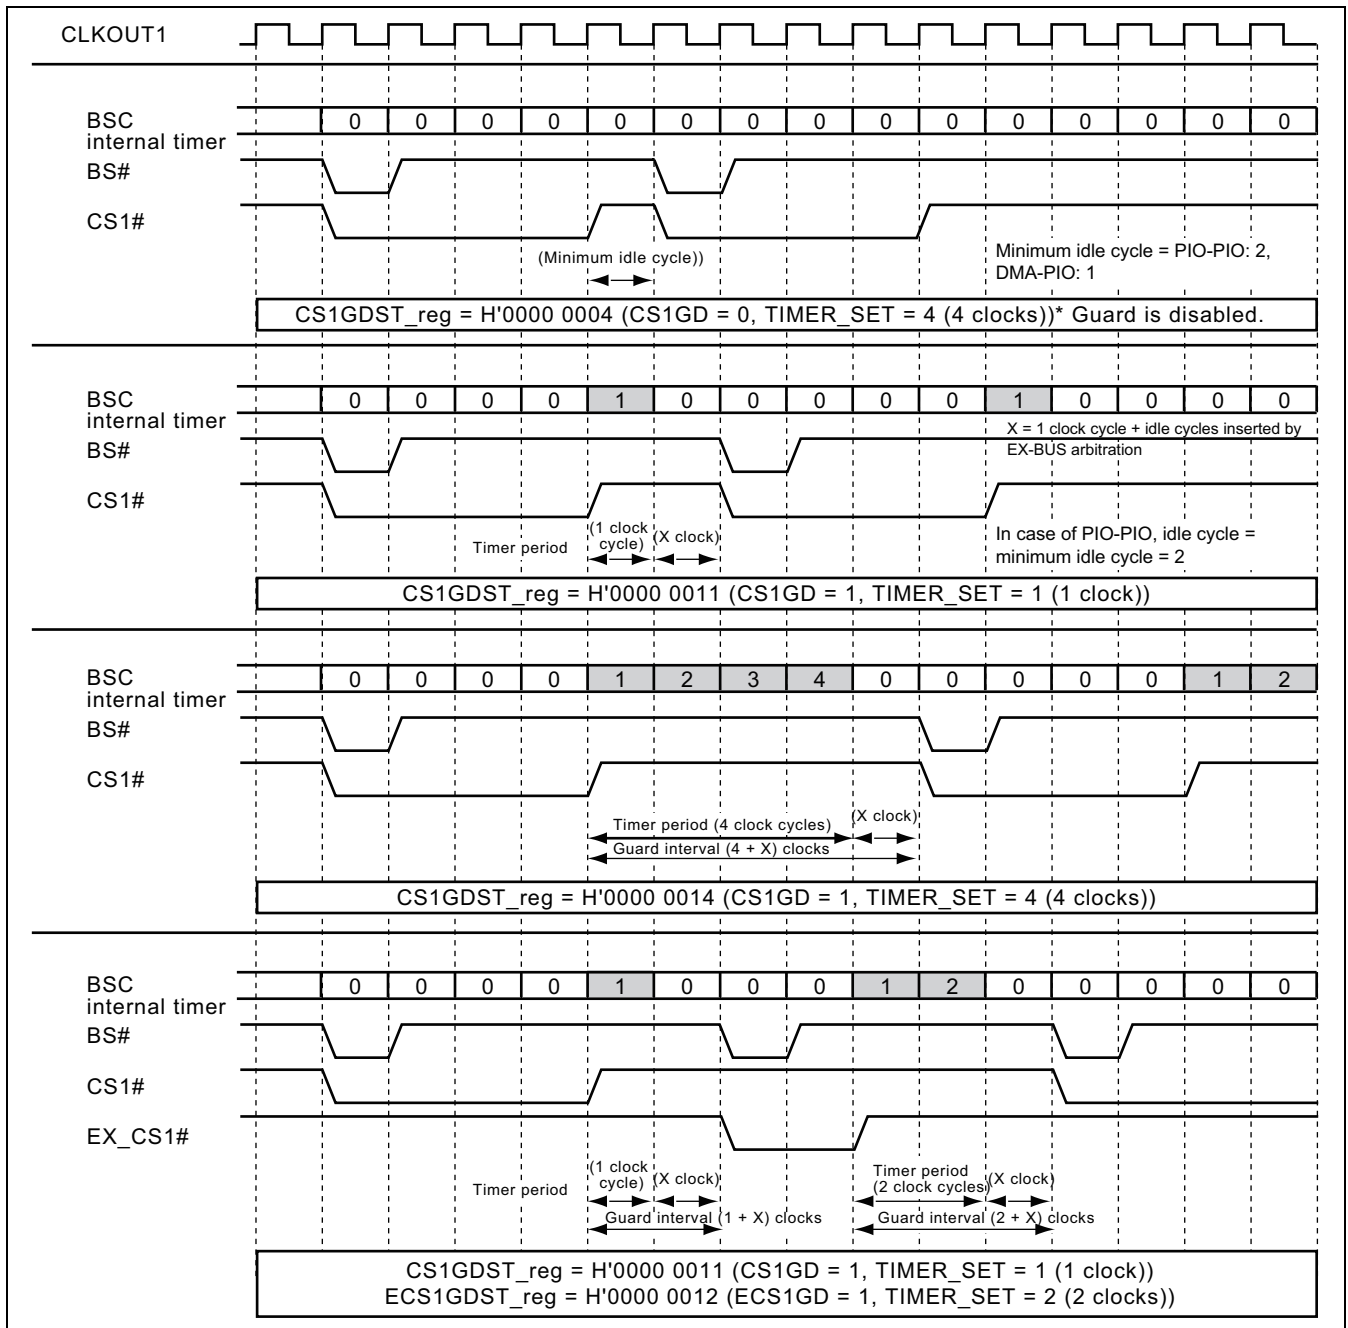 CLKOUT1
BSC 0 0 0 0 0 0 0 0 0 0 0 0 0 0 0
internal timer
BS#
CS1#
(Minimum idle cycle))
Minimum idle cycle = PIO-PIO: 2,
DMA-PIO: 1
CS1GDST_reg = H'0000 0004 (CS1GD = 0, TIMER_SET = 4 (4 clocks))* Guard is disabled.
BSC 0 0 0 0 1 0 0 0 0 0 1 0 0 0 0
internal timer
X = 1 clock cycle + idle cycles inserted by
EX-BUS arbitration
BS#
CS1#
Timer period (1 clock
cycle) (X clock)
In case of PIO-PIO, idle cycle =
minimum idle cycle = 2
CS1GDST_reg = H'0000 0011 (CS1GD = 1, TIMER_SET = 1 (1 clock))
BSC 0 0 0 0 1 2 3 4 0 0 0 0 0 1 2
internal timer
BS#
CS1#
Timer period (4 clock cycles) (X clock)
Guard interval (4 + X) clocks
CS1GDST_reg = H'0000 0014 (CS1GD = 1, TIMER_SET = 4 (4 clocks))
BSC 0 0 0 0 1 0 0 0 1 2 0 0 0 0 0
internal timer
BS#
CS1#
EX_CS1#
Timer period (1 clock
cycle) (X clock)
Timer period
(2 clock cycles) (X clock)
Guard interval (1 + X) clocks
Guard interval (2 + X) clocks
CS1GDST_reg = H'0000 0011 (CS1GD = 1, TIMER_SET = 1 (1 clock))
ECS1GDST_reg = H'0000 0012 (ECS1GD = 1, TIMER_SET = 2 (2 clocks))